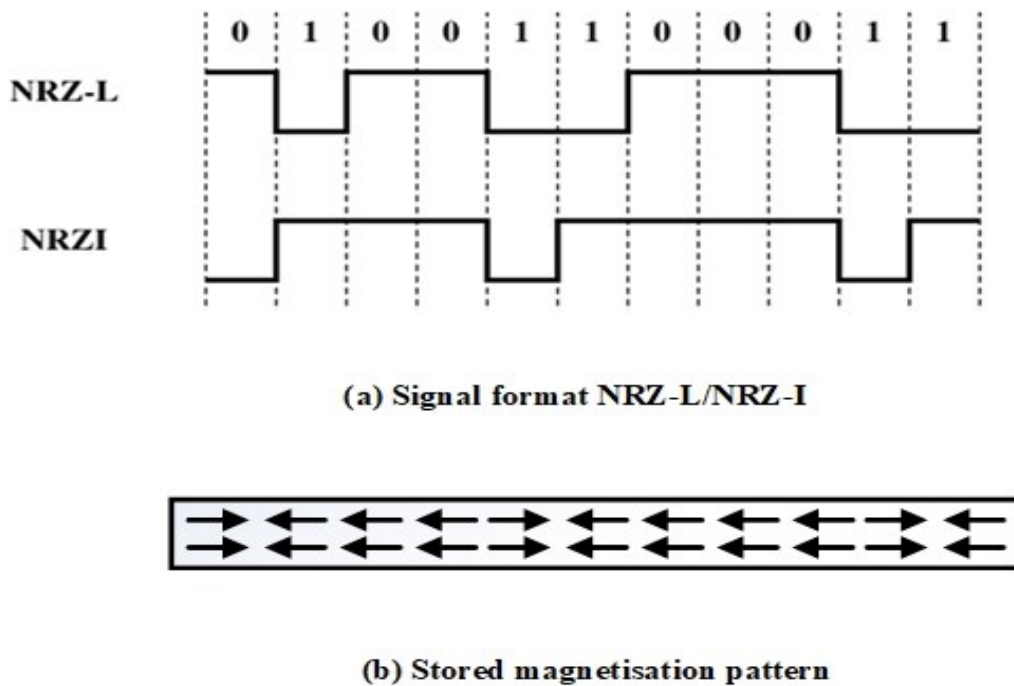 0 1 0 0 1 1 0 0 0 1 1
NRZ-L
NRZI
(a) Signal format NRZ-L/NRZ-I
(b) Stored magnetisation pattern